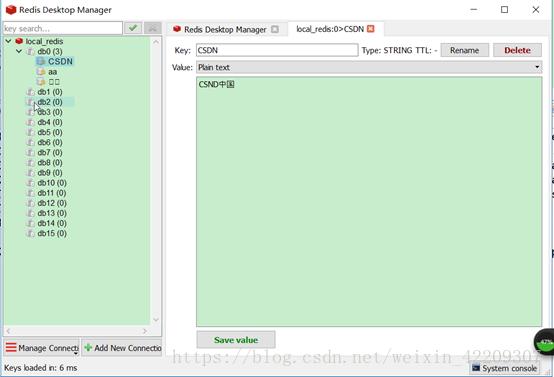 Redis Desktop Manager
key search...
local_redis
db0 (3)
CSDN
aa
db1 (0)
db2 (0)
db3 (0)
db4 (0)
db5 (0)
db6 (0)
db7 (0)
db8 (0)
db9 (0)
db10 (0)
db11 (0)
db12 (0)
db13 (0)
db14 (0)
db15 (0)
Manage Connecti
Add New Connectio
Keys loaded in: 6 ms
Redis Desktop Manager
local_redis:0>CSDN
Key: CSDN Type: STRING TTL: - Rename Delete
Value: Plain text
CSND中国
Save value
47%
https://blog.csdn.net/weixin_42209307
System console